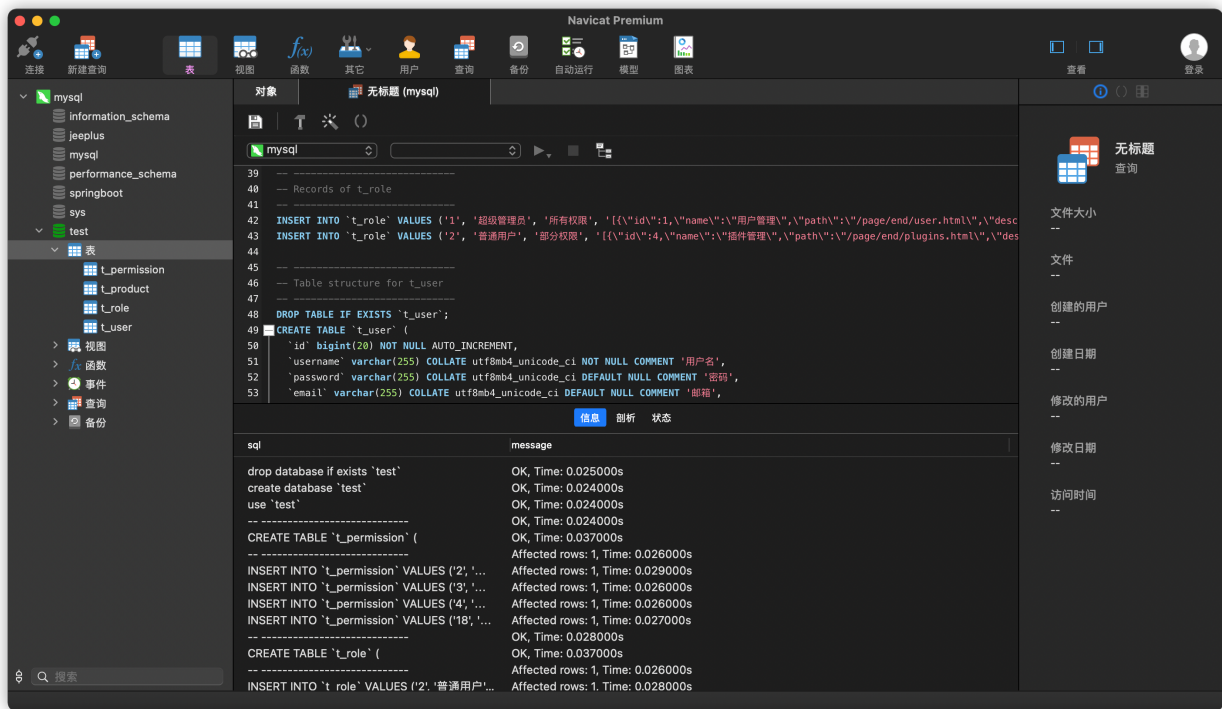 Navicat Premium
连接
新建查询
表
视图
函数
其它
用户
查询
备份
自动运行
模型
图表
查看
登录
mysql
information_schema
jeeplus
mysql
performance_schema
springboot
sys
test
表
t_permission
t_product
t_role
t_user
视图
函数
事件
查询
备份
搜索
对象
无标题 (mysql)
mysql
39 -- ----------------------------
40 -- Records of t_role
41 -- ----------------------------
42 INSERT INTO `t_role` VALUES ('1', '超级管理员', '所有权限', '[{\"id\":1,\"name\":\"用户管理\",\"path\":\"/page/end/user.html\",\"desc
43 INSERT INTO `t_role` VALUES ('2', '普通用户', '部分权限', '[{\"id\":4,\"name\":\"插件管理\",\"path\":\"/page/end/plugins.html\",\"des
44
45 -- ----------------------------
46 -- Table structure for t_user
47 -- ----------------------------
48 DROP TABLE IF EXISTS `t_user`;
49 CREATE TABLE `t_user` (
50 `id` bigint(20) NOT NULL AUTO_INCREMENT,
51 `username` varchar(255) COLLATE utf8mb4_unicode_ci NOT NULL COMMENT '用户名',
52 `password` varchar(255) COLLATE utf8mb4_unicode_ci DEFAULT NULL COMMENT '密码',
53 `email` varchar(255) COLLATE utf8mb4_unicode_ci DEFAULT NULL COMMENT '邮箱',
信息 剖析 状态
sql message
drop database if exists `test` OK, Time: 0.025000s
create database `test` OK, Time: 0.024000s
use `test` OK, Time: 0.024000s
-- ---------------------------- OK, Time: 0.024000s
CREATE TABLE `t_permission` ( OK, Time: 0.037000s
-- ---------------------------- Affected rows: 1, Time: 0.026000s
INSERT INTO `t_permission` VALUES ('2', '... Affected rows: 1, Time: 0.029000s
INSERT INTO `t_permission` VALUES ('3', '... Affected rows: 1, Time: 0.026000s
INSERT INTO `t_permission` VALUES ('4', '... Affected rows: 1, Time: 0.026000s
INSERT INTO `t_permission` VALUES ('18', '... Affected rows: 1, Time: 0.027000s
-- ---------------------------- OK, Time: 0.028000s
CREATE TABLE `t_role` ( OK, Time: 0.037000s
-- ---------------------------- Affected rows: 1, Time: 0.026000s
INSERT INTO `t_role` VALUES ('2', '普通用户'... Affected rows: 1, Time: 0.028000s
无标题
查询
文件大小
--
文件
--
创建的用户
--
创建日期
--
修改的用户
--
修改日期
--
访问时间
--